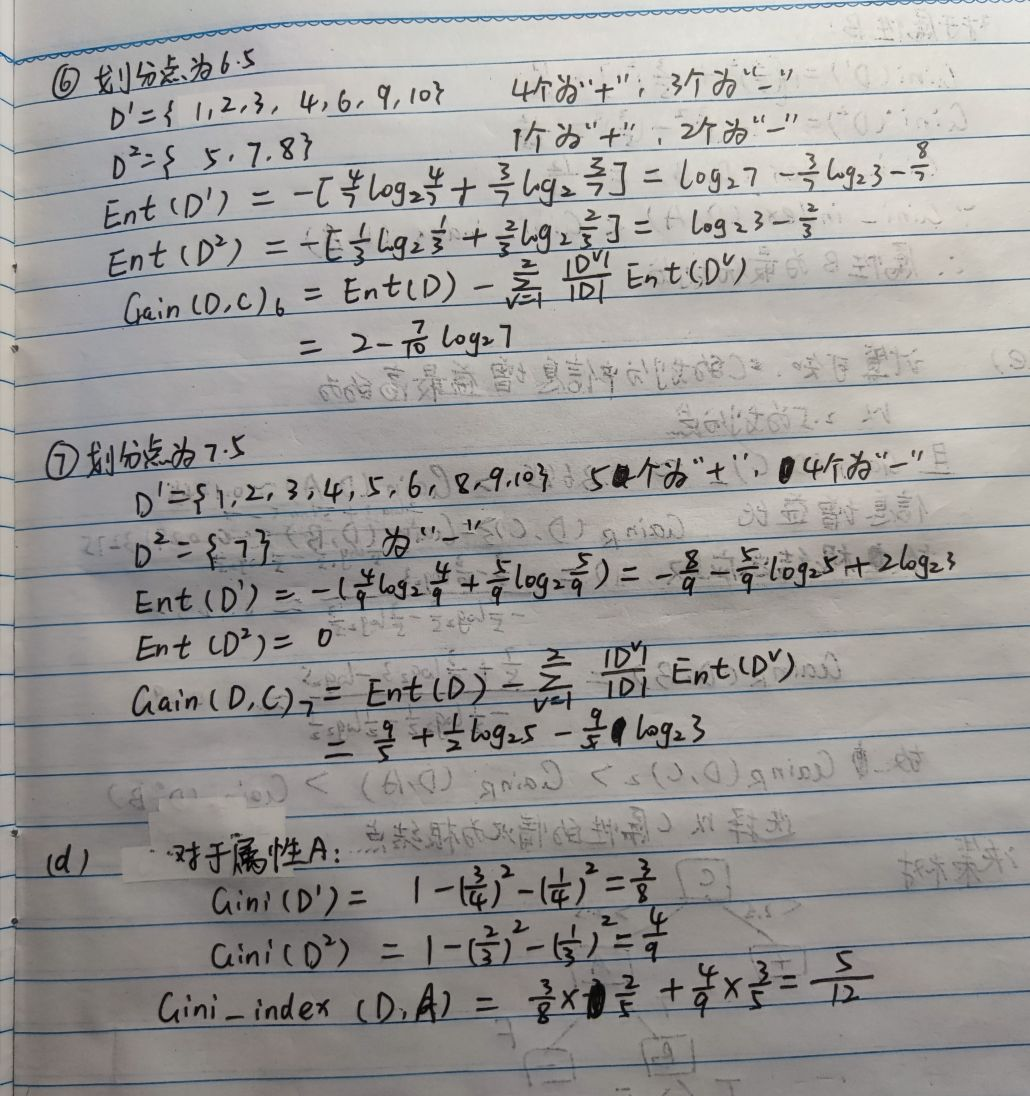 ⑥ 划分点为6.5
D¹={ 1,2,3, 4,6,9,10} 4个为“+”, 3个为“-”
D²={ 5,7,8} 1个为“+”, 2个为“-”
Ent(D¹) = -[4/7 log₂4/7 + 3/7 log₂ 3/7] = log₂7 - 3/7 log₂3 - 8/7
Ent(D²) = -[1/3 log₂1/3 + 2/3 log₂ 2/3] = log₂3 - 2/3
Gain(D,C)₆ = Ent(D) - Σ_{v=1}^{2} |Dᵛ|/|D| Ent(Dᵛ)
= 2 - 7/10 log₂7
⑦ 划分点为7.5
D¹={1,2,3,4,5,6,8,9,10} 5个为“+”, 4个为“-”
D²={7} 为“-”
Ent(D¹) = -(4/9 log₂ 4/9 + 5/9 log₂ 5/9) = -8/9 - 5/9 log₂5 + 2log₂3
Ent(D²) = 0
Gain(D,C)₇ = Ent(D) - Σ_{v=1}^{2} |Dᵛ|/|D| Ent(Dᵛ)
= 9/5 + 1/2 log₂5 - 9/5 log₂3
(d) 对于属性A:
Gini(D¹) = 1-(3/4)²-(1/4)²=3/8
Gini(D²) = 1-(2/3)²-(1/3)²=4/9
Gini_index (D,A) = 3/8 × 2/5 + 4/9 × 3/5 = 5/12